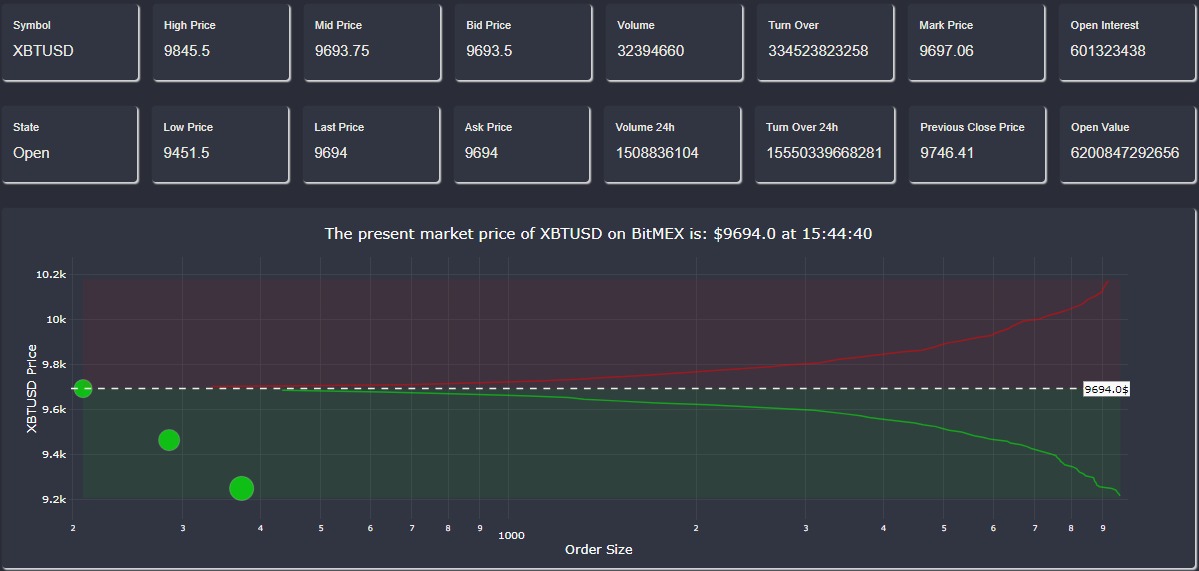 Symbol High Price Mid Price Bid Price Volume Turn Over Mark Price Open Interest
XBTUSD 9845.5 9693.75 9693.5 32394660 334523823258 9697.06 601323438
State Low Price Last Price Ask Price Volume 24h Turn Over 24h Previous Close Price Open Value
Open 9451.5 9694 9694 1508836104 15550339668281 9746.41 6200847292656
The present market price of XBTUSD on BitMEX is: $9694.0 at 15:44:40
10.2k
10k
9.8k
9.6k
9.4k
9.2k
XBTUSD Price
9694.0$
2 3 4 5 6 7 8 9 1000 2 3 4 5 6 7 8 9
Order Size